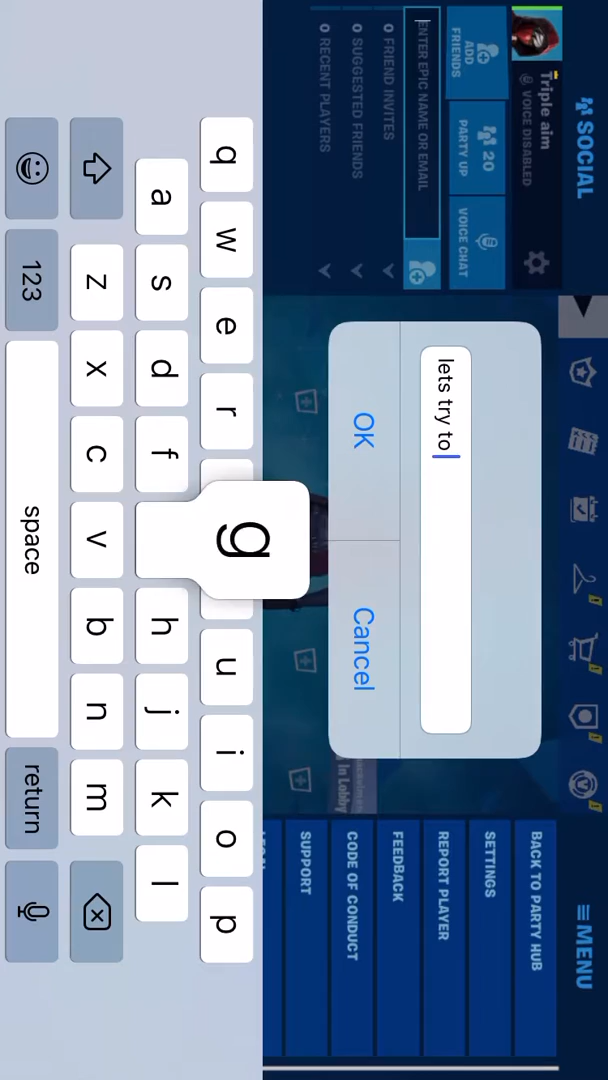 SOCIAL
Triple aim
VOICE DISABLED
ADD FRIENDS
20
PARTY UP
VOICE CHAT
ENTER EPIC NAME OR EMAIL
0 FRIEND INVITES
0 SUGGESTED FRIENDS
0 RECENT PLAYERS
lets try to
OK
Cancel
In Lobby
MENU
BACK TO PARTY HUB
SETTINGS
REPORT PLAYER
FEEDBACK
CODE OF CONDUCT
SUPPORT
q w e r u i o p
a s d f g h j k l
z x c v b n m
123 space return